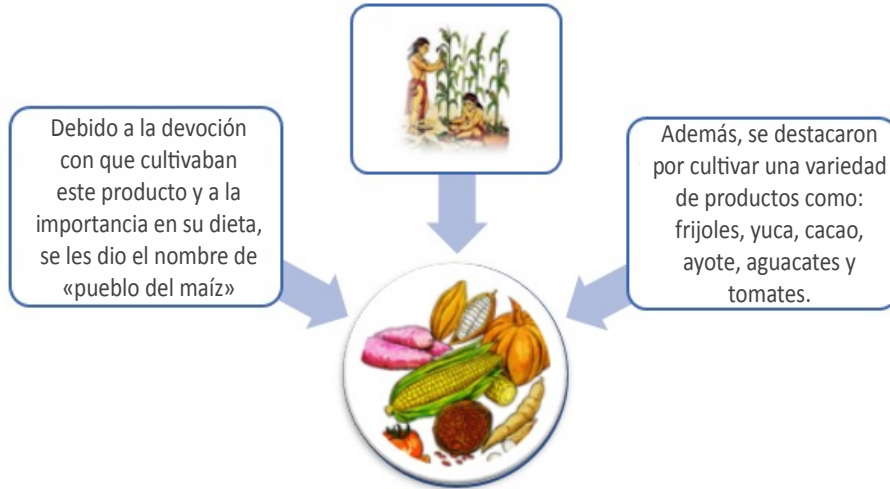 Debido a la devoción
con que cultivaban
este producto y a la
importancia en su dieta,
se les dio el nombre de
«pueblo del maíz»
Además, se destacaron
por cultivar una variedad
de productos como:
frijoles, yuca, cacao,
ayote, aguacates y
tomates.